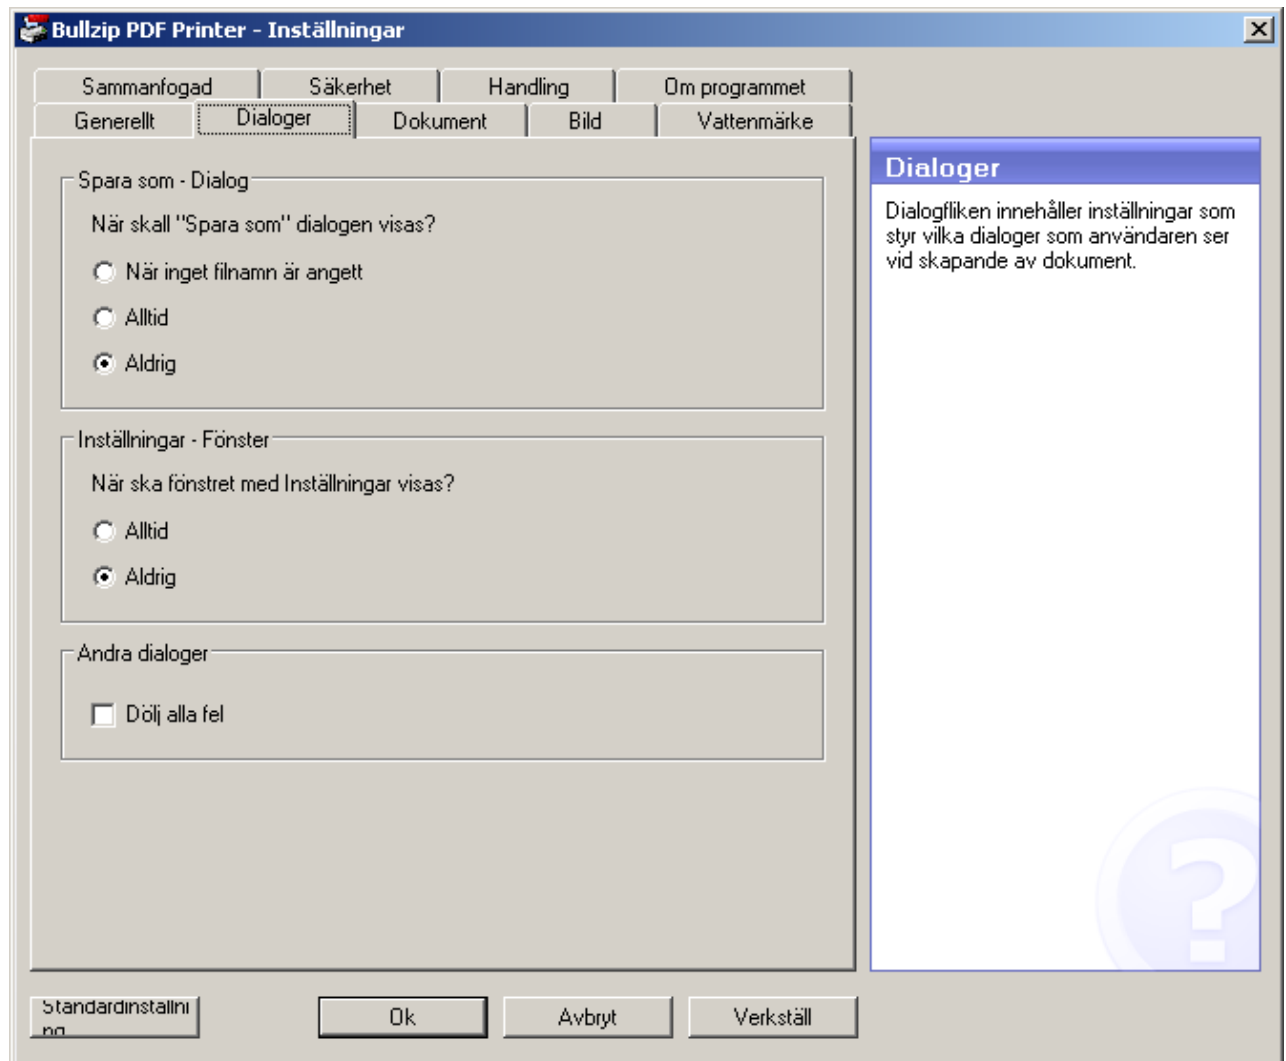 Bullzip PDF Printer - Inställningar
Sammanfogad Säkerhet Handling Om programmet
Generellt Dialoger Dokument Bild Vattenmärke
Spara som - Dialog
När skall "Spara som" dialogen visas?
När inget filnamn är angett
Alltid
Aldrig
Inställningar - Fönster
När ska fönstret med Inställningar visas?
Alltid
Aldrig
Andra dialoger
Dölj alla fel
Dialoger
Dialogfliken innehåller inställningar som
styr vilka dialoger som användaren ser
vid skapande av dokument.
Standardinställni
ng
Ok Avbryt Verkställ